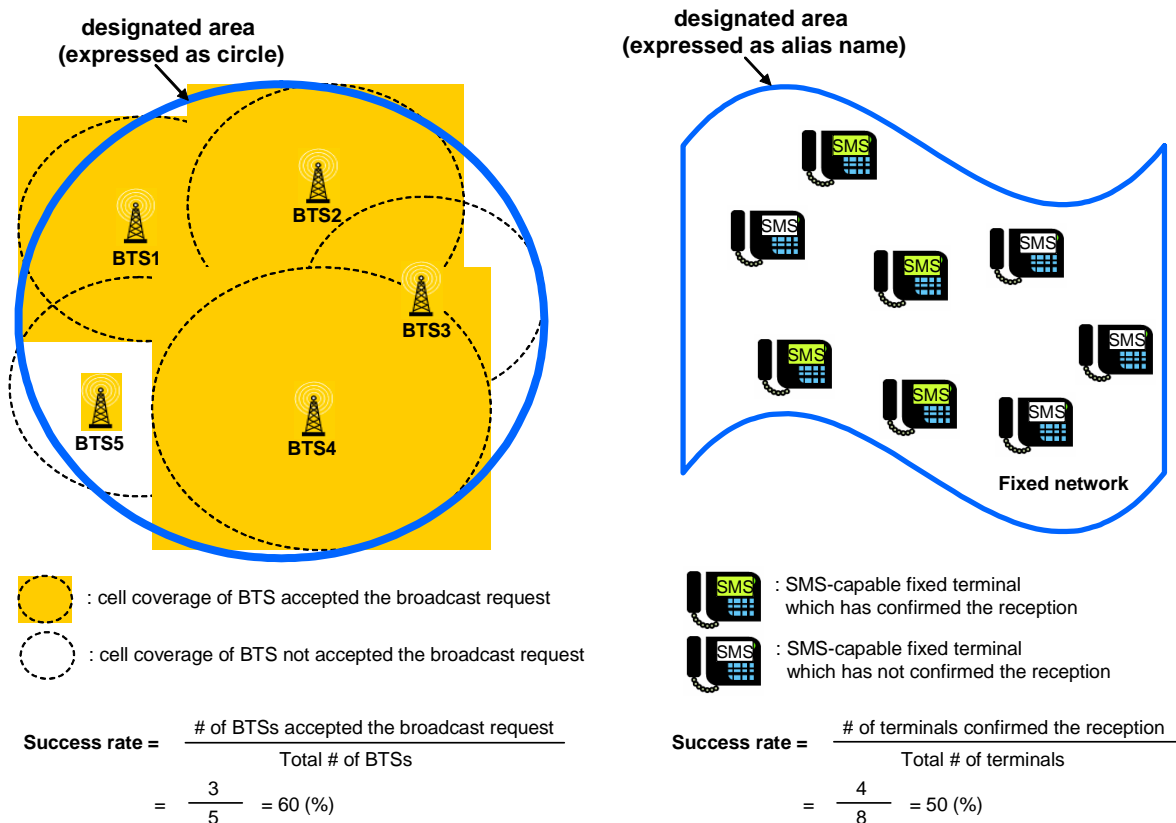 designated area
(expressed as circle)
BTS2
BTS1
BTS3
BTS5
BTS4
: cell coverage of BTS accepted the broadcast request
: cell coverage of BTS not accepted the broadcast request
Success rate =
# of BTSs accepted the broadcast request
Total # of BTSs
=
3
5
= 60 (%)
designated area
(expressed as alias name)
SMS
SMS
SMS
SMS
SMS
SMS
SMS
SMS
Fixed network
SMS
: SMS-capable fixed terminal
which has confirmed the reception
SMS
: SMS-capable fixed terminal
which has not confirmed the reception
Success rate =
# of terminals confirmed the reception
Total # of terminals
=
4
8
= 50 (%)